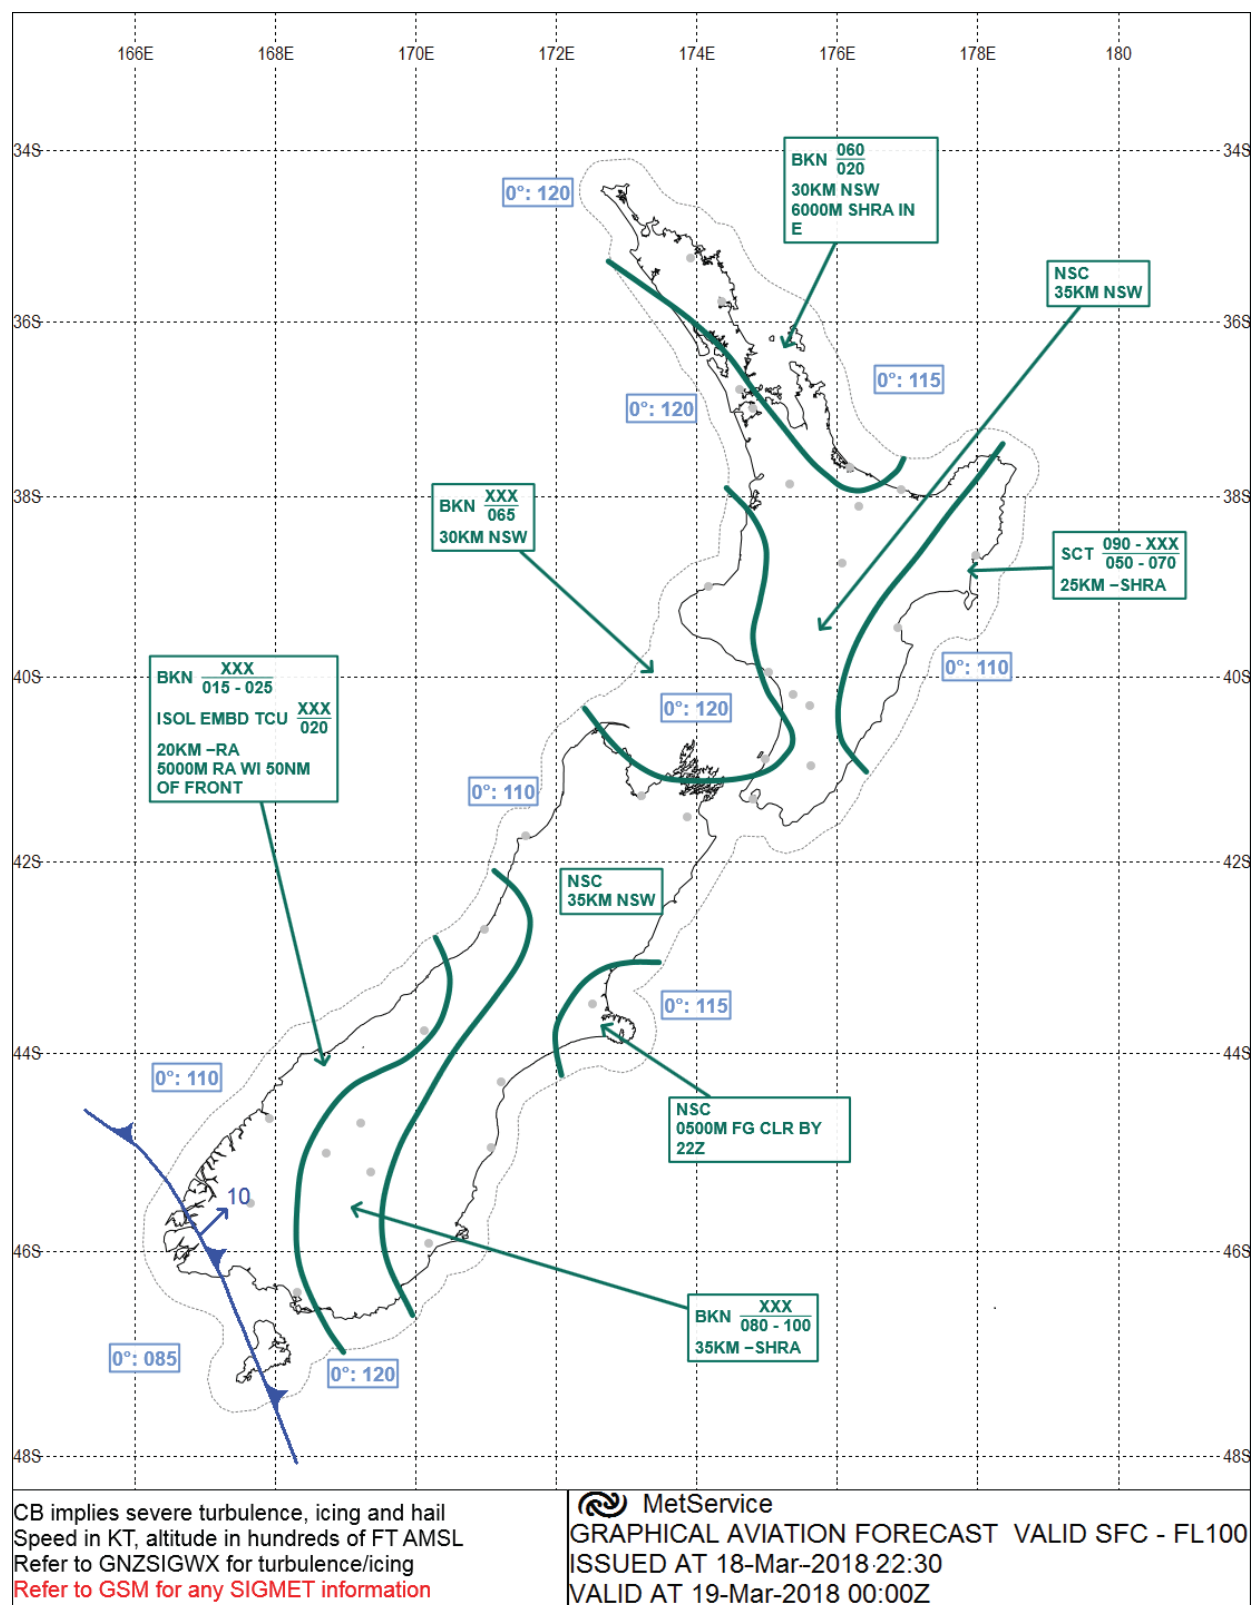 166E 168E 170E 172E 174E 176E 178E 180
34S 34S
BKN 060
020
30KM NSW
6000M SHRA IN
E
0°: 120
NSC
35KM NSW
36S 36S
0°: 115
0°: 120
BKN XXX
065
30KM NSW
38S 38S
SCT 090 - XXX
050 - 070
25KM –SHRA
0°: 110
40S 40S
BKN XXX
015 - 025
ISOL EMBD TCU XXX
020
20KM –RA
5000M RA WI 50NM
OF FRONT
0°: 120
0°: 110
42S 42S
NSC
35KM NSW
0°: 115
44S 44S
0°: 110
NSC
0500M FG CLR BY
22Z
10
46S 46S
BKN XXX
080 - 100
35KM –SHRA
0°: 085
0°: 120
48S 48S
CB implies severe turbulence, icing and hail
Speed in KT, altitude in hundreds of FT AMSL
Refer to GNZSIGWX for turbulence/icing
Refer to GSM for any SIGMET information
MetService
GRAPHICAL AVIATION FORECAST VALID SFC - FL100
ISSUED AT 18-Mar-2018 22:30
VALID AT 19-Mar-2018 00:00Z